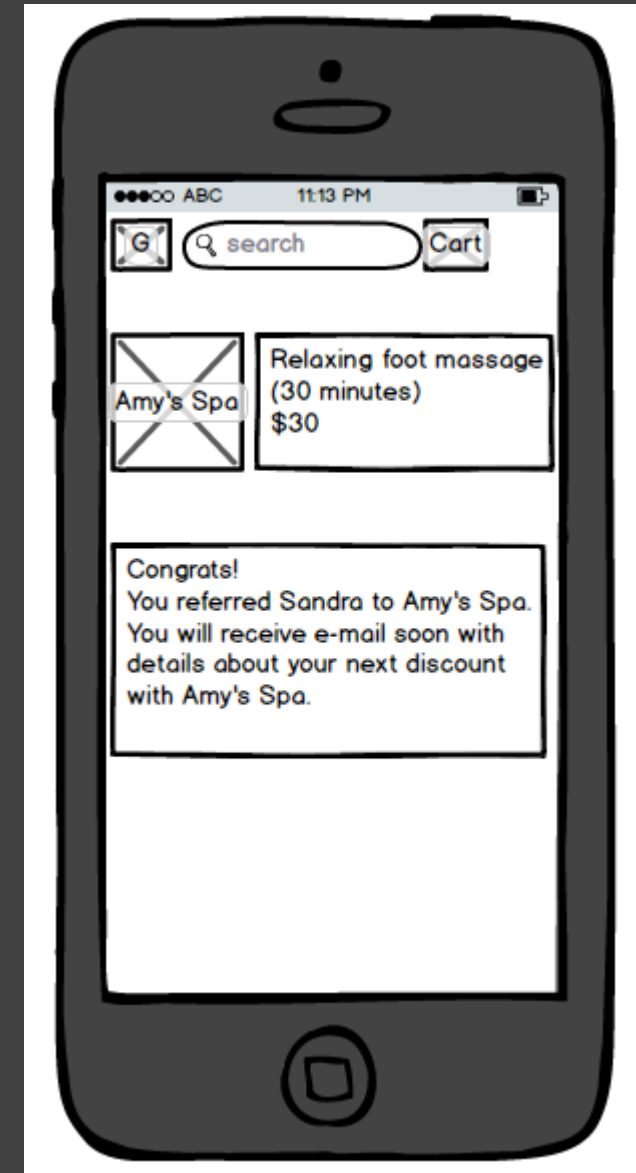 ABC 11:13 PM
G search Cart
Amy's Spa
Relaxing foot massage
(30 minutes)
$30
Congrats!
You referred Sandra to Amy's Spa.
You will receive e-mail soon with
details about your next discount
with Amy's Spa.